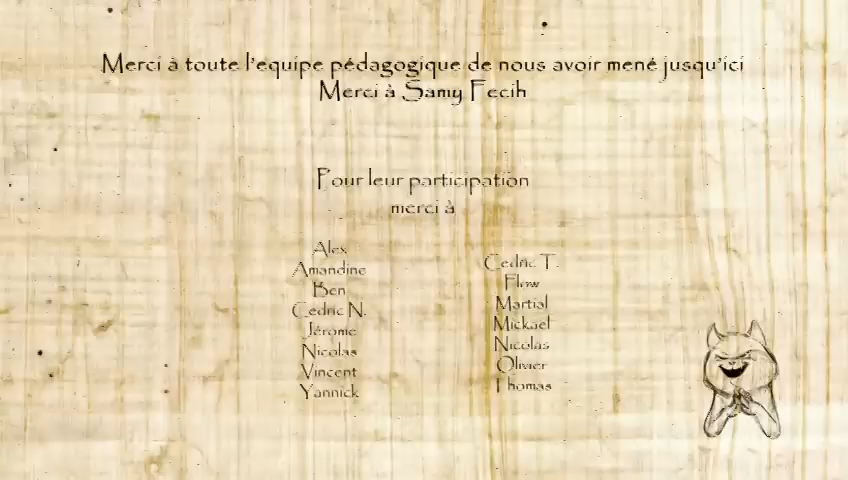 Merci à toute l'equipe pédagogique de nous avoir mené jusqu'ici
Merci à Samy Fecih
Pour leur participation
merci à
Alex
Amandine
Ben
Cedric N.
Jérome
Nicolas
Vincent
Yannick
Cedric T.
Flow
Martial
Mickael
Nicolas
Olivier
Thomas